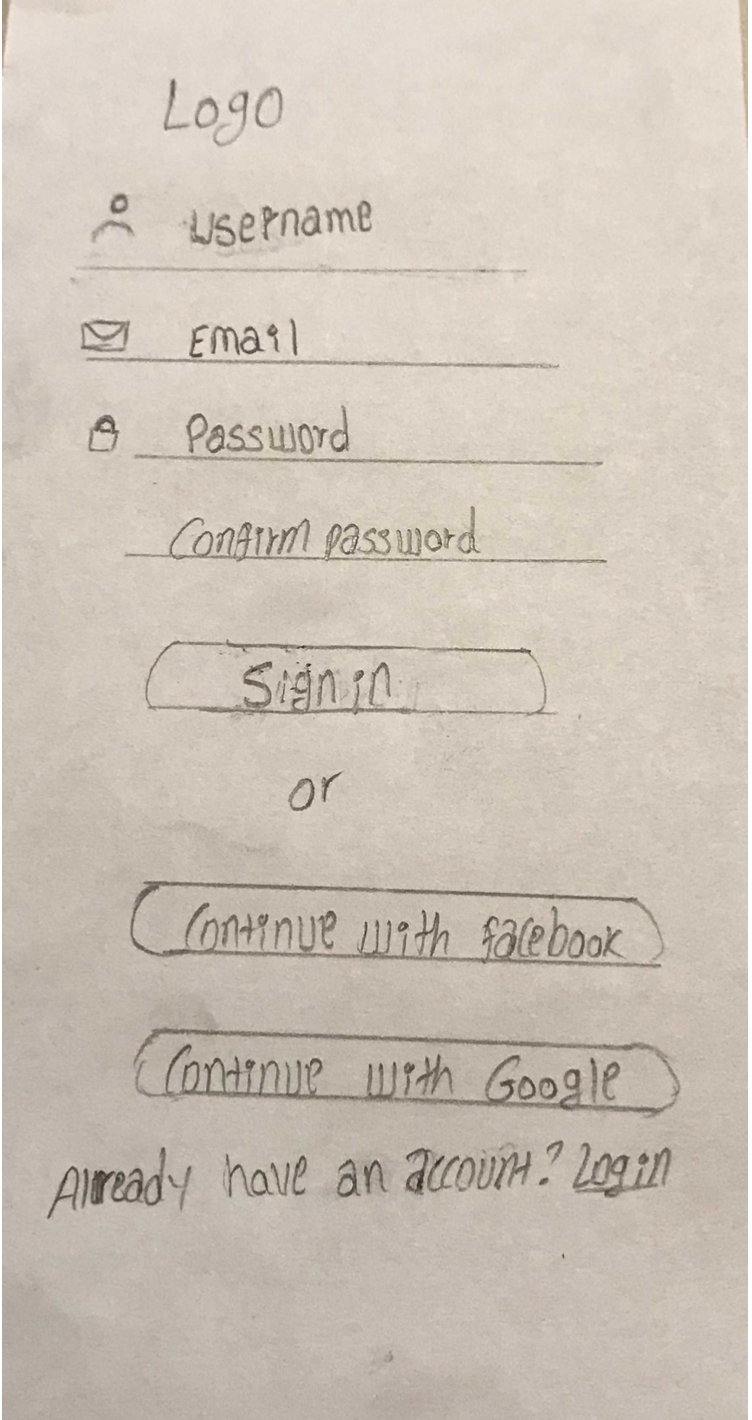 Logo
Username
Email
Password
Confirm password
Sign in
or
Continue with facebook
Continue with Google
Already have an account? Login